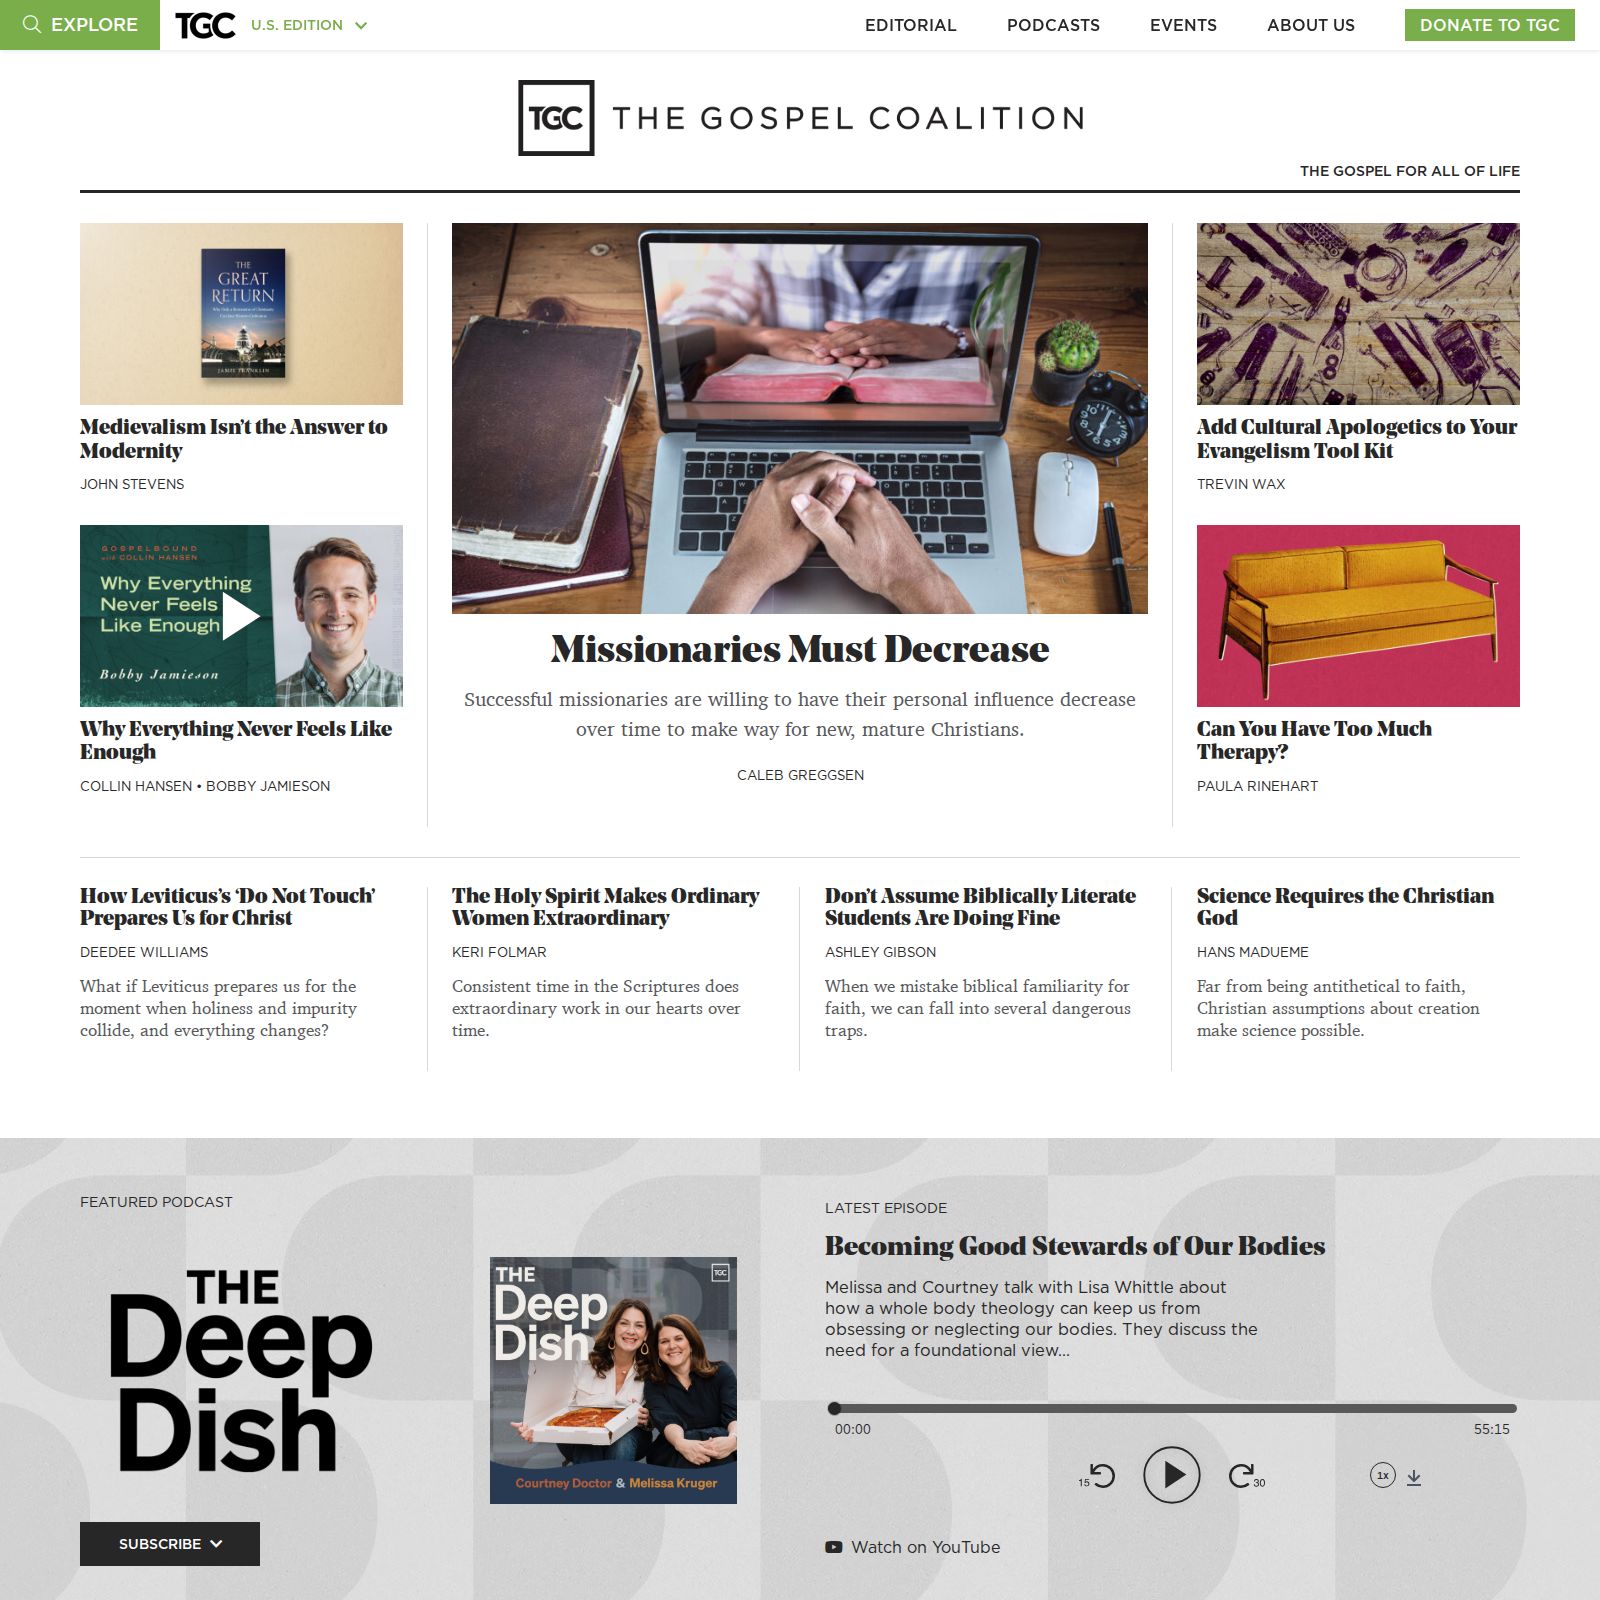 EXPLORE
TGC
U.S. EDITION
EDITORIAL
PODCASTS
EVENTS
ABOUT US
DONATE TO TGC
TGC
THE GOSPEL COALITION
THE GOSPEL FOR ALL OF LIFE
THE
GREAT
RETURN
JAMIE FRANKLIN
Medievalism Isn't the Answer to
Modernity
JOHN STEVENS
GOSPELBOUND
with COLLIN HANSEN
Why Everything
Never Feels
Like Enough
Bobby Jamieson
Why Everything Never Feels Like
Enough
COLLIN HANSEN • BOBBY JAMIESON
Missionaries Must Decrease
Successful missionaries are willing to have their personal influence decrease
over time to make way for new, mature Christians.
CALEB GREGGSEN
Add Cultural Apologetics to Your
Evangelism Tool Kit
TREVIN WAX
Can You Have Too Much
Therapy?
PAULA RINEHART
How Leviticus's ‘Do Not Touch’
Prepares Us for Christ
DEEDEE WILLIAMS
What if Leviticus prepares us for the
moment when holiness and impurity
collide, and everything changes?
The Holy Spirit Makes Ordinary
Women Extraordinary
KERI FOLMAR
Consistent time in the Scriptures does
extraordinary work in our hearts over
time.
Don't Assume Biblically Literate
Students Are Doing Fine
ASHLEY GIBSON
When we mistake biblical familiarity for
faith, we can fall into several dangerous
traps.
Science Requires the Christian
God
HANS MADUEME
Far from being antithetical to faith,
Christian assumptions about creation
make science possible.
FEATURED PODCAST
THE
Deep
Dish
SUBSCRIBE
THE
Deep
Dish
TGC
Courtney Doctor & Melissa Kruger
LATEST EPISODE
Becoming Good Stewards of Our Bodies
Melissa and Courtney talk with Lisa Whittle about
how a whole body theology can keep us from
obsessing or neglecting our bodies. They discuss the
need for a foundational view...
00:00
55:15
15
30
1x
Watch on YouTube